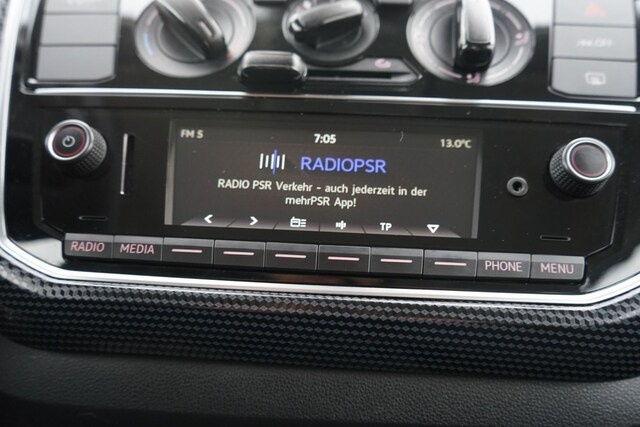 OFF
FM 5
7:05
13.0°C
RADIOPSR
RADIO PSR Verkehr - auch jederzeit in der
mehrPSR App!
TP
RADIO
MEDIA
PHONE
MENU